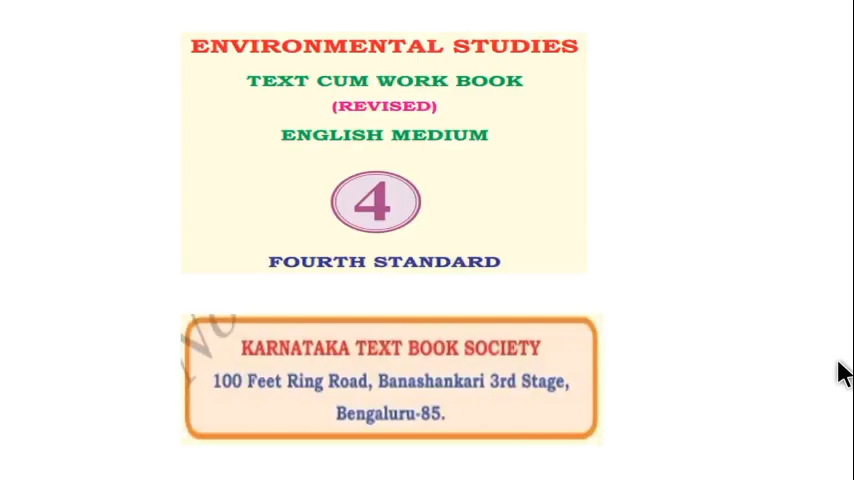 ENVIRONMENTAL STUDIES
TEXT CUM WORK BOOK
(REVISED)
ENGLISH MEDIUM
4
FOURTH STANDARD
No
KARNATAKA TEXT BOOK SOCIETY
100 Feet Ring Road, Banashankari 3rd Stage,
Bengaluru-85.